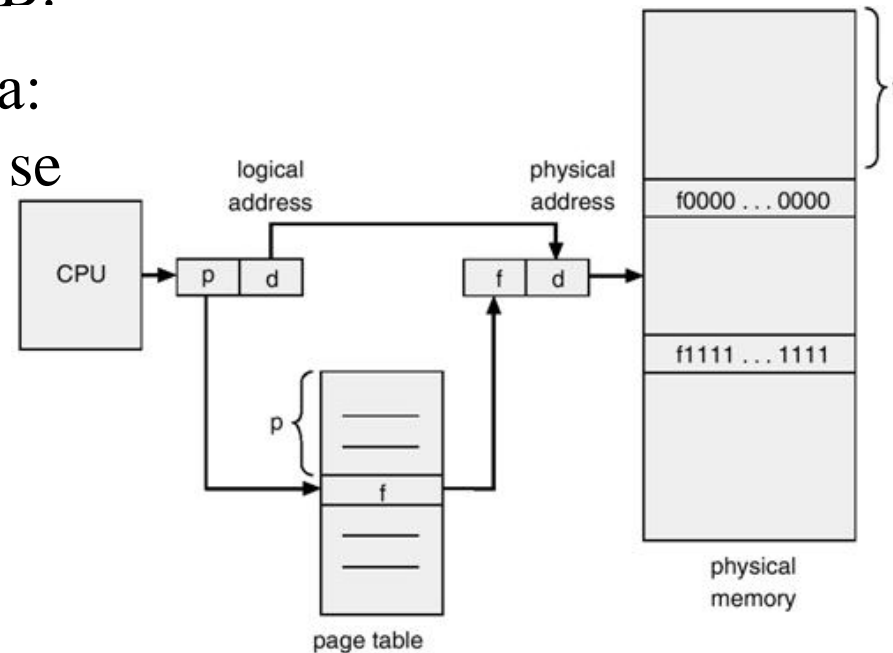 B.
a:
se
logical
address
physical
address
CPU
p d
f d
f0000 . . . 0000
f1111 . . . 1111
p
f
page table
physical
memory